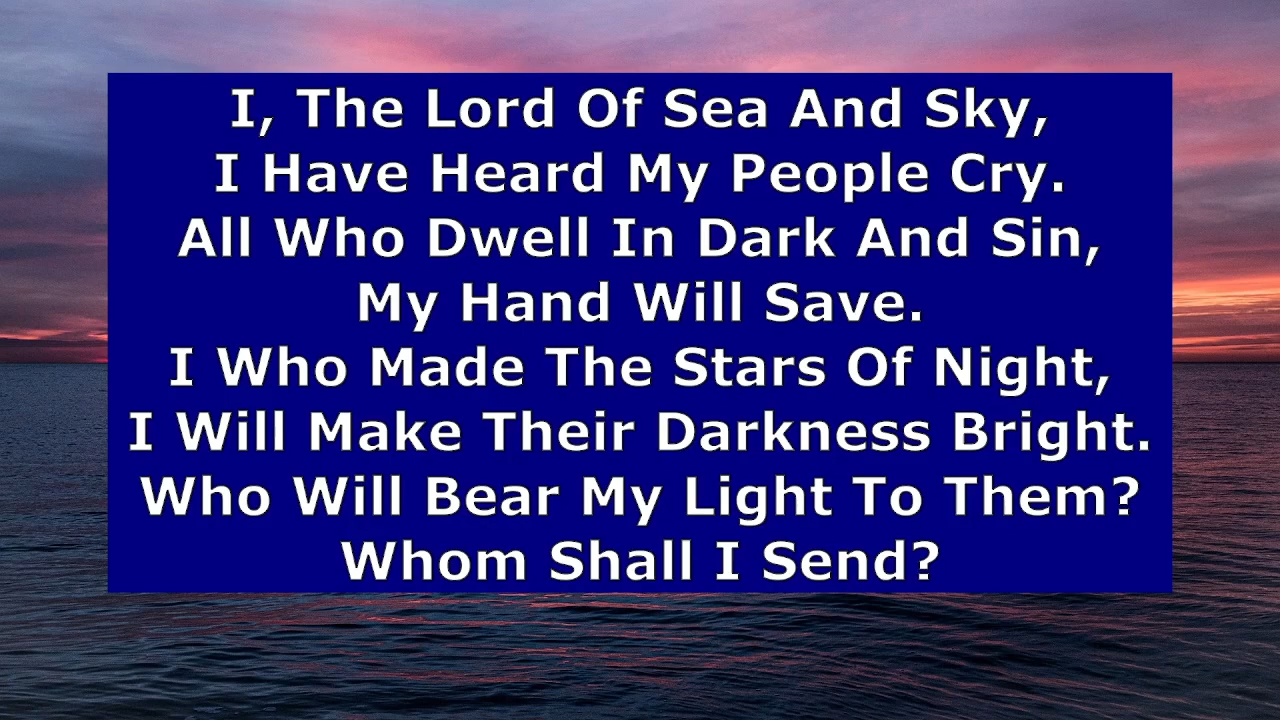 I, The Lord Of Sea And Sky,
I Have Heard My People Cry.
All Who Dwell In Dark And Sin,
My Hand Will Save.
I Who Made The Stars Of Night,
I Will Make Their Darkness Bright.
Who Will Bear My Light To Them?
Whom Shall I Send?